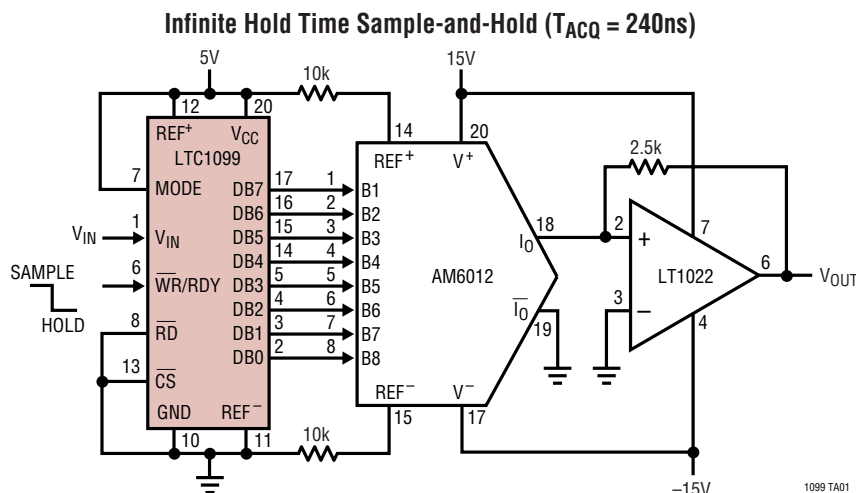 Infinite Hold Time Sample-and-Hold (TACQ = 240ns)
5V
15V
10k
12
20
14
20
REF+
VCC
LTC1099
REF+
V+
2.5k
7
MODE
DB7
17
1
B1
DB6
16
2
B2
1
VIN
VIN
DB5
15
3
B3
18
IO
2
+
7
DB4
14
4
B4
SAMPLE
HOLD
6
WR/RDY
DB3
5
5
B5
AM6012
LT1022
6
VOUT
DB2
4
6
B6
IO
19
3
–
4
8
RD
DB1
3
7
B7
DB0
2
8
B8
13
CS
GND
REF–
REF–
V–
10
11
15
17
10k
–15V
1099 TA01